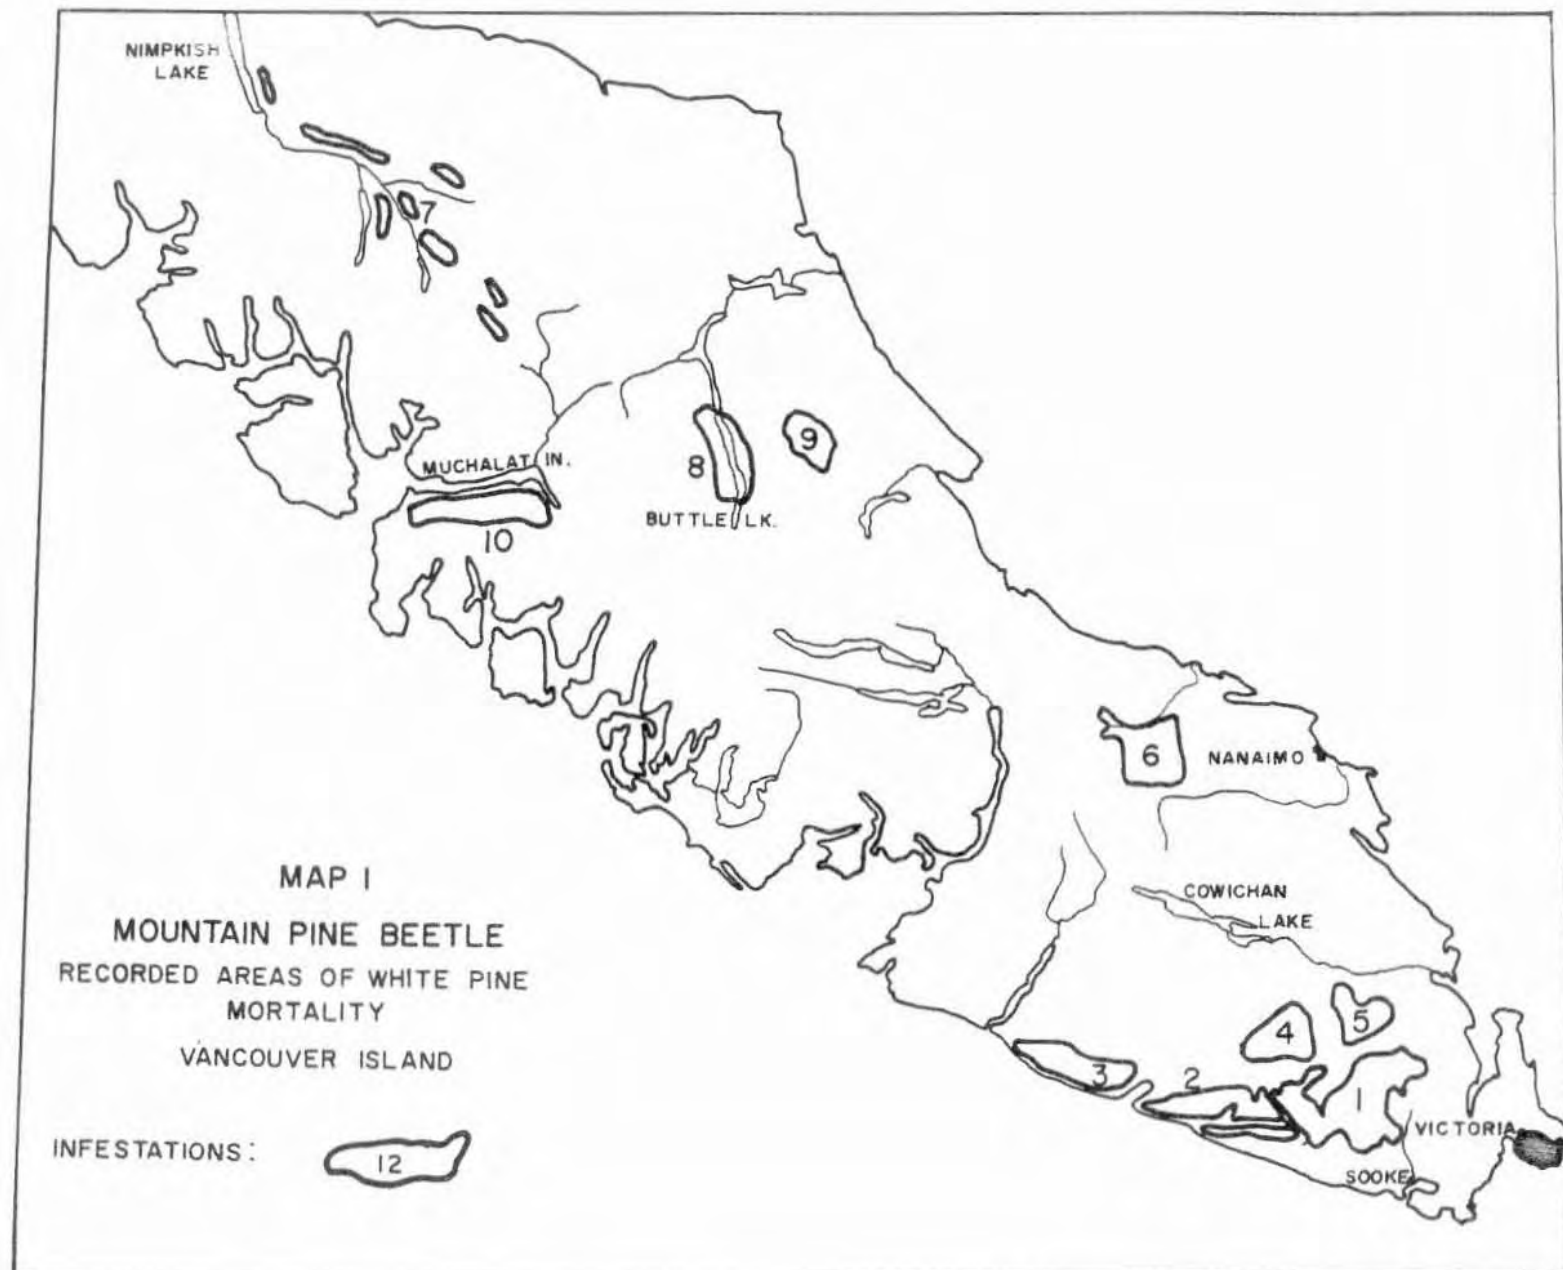 NIMPKISH
LAKE
7
9
8
MUCHALAT IN.
BUTTLE LK.
10
6
NANAIMO
MAP I
MOUNTAIN PINE BEETLE
RECORDED AREAS OF WHITE PINE
MORTALITY
VANCOUVER ISLAND
COWICHAN
LAKE
5
4
3
2
1
VICTORIA
SOOKE
INFESTATIONS:
12